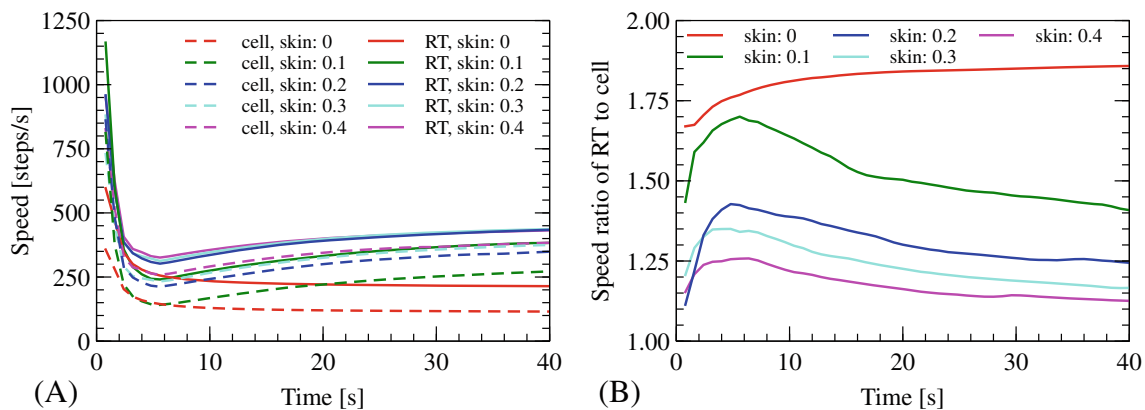 1250
1000
750
500
250
0
Speed [steps/s]
cell, skin: 0
cell, skin: 0.1
cell, skin: 0.2
cell, skin: 0.3
cell, skin: 0.4
RT, skin: 0
RT, skin: 0.1
RT, skin: 0.2
RT, skin: 0.3
RT, skin: 0.4
0 10 20 30 40
Time [s]
(A)
2.00
1.75
1.50
1.25
1.00
Speed ratio of RT to cell
skin: 0
skin: 0.1
skin: 0.2
skin: 0.3
skin: 0.4
0 10 20 30 40
Time [s]
(B)